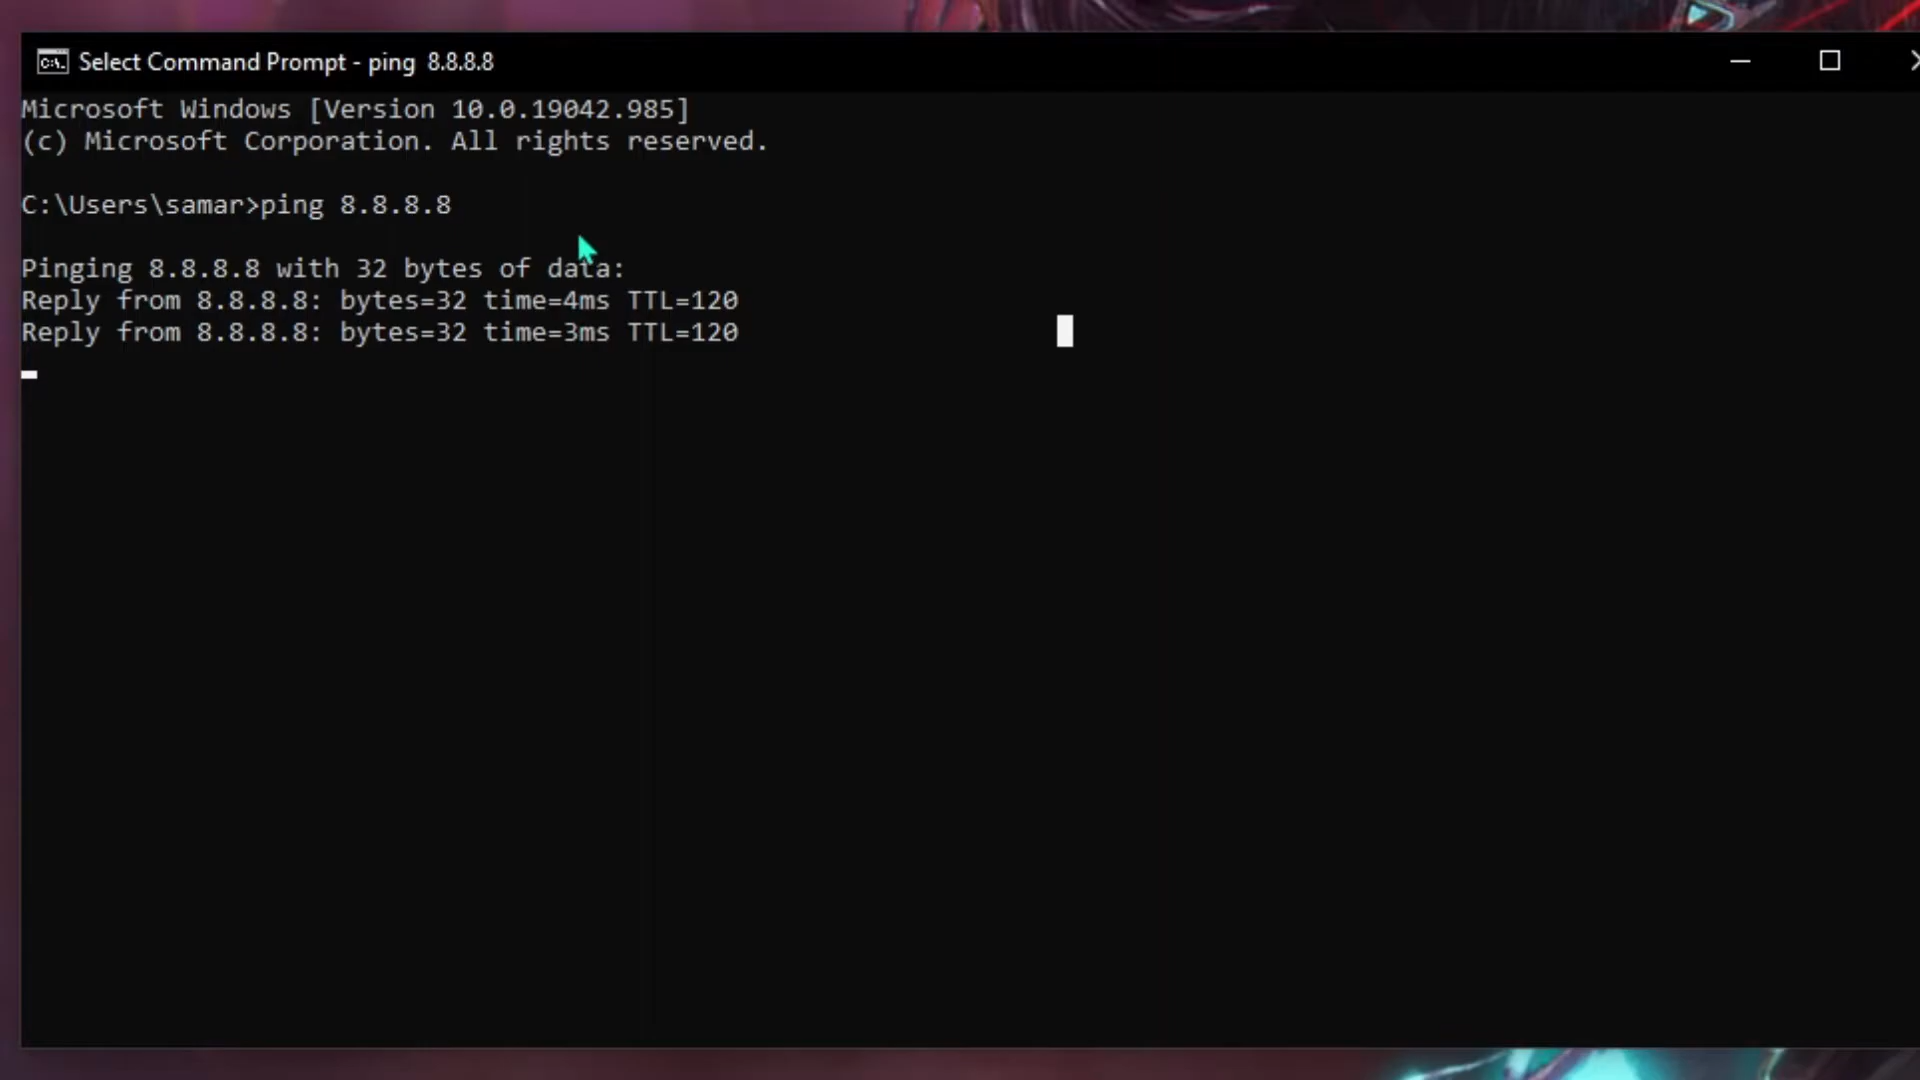 Select Command Prompt - ping  8.8.8.8
Microsoft Windows [Version 10.0.19042.985]
(c) Microsoft Corporation. All rights reserved.
C:\Users\samar>ping 8.8.8.8
Pinging 8.8.8.8 with 32 bytes of data:
Reply from 8.8.8.8: bytes=32 time=4ms TTL=120
Reply from 8.8.8.8: bytes=32 time=3ms TTL=120